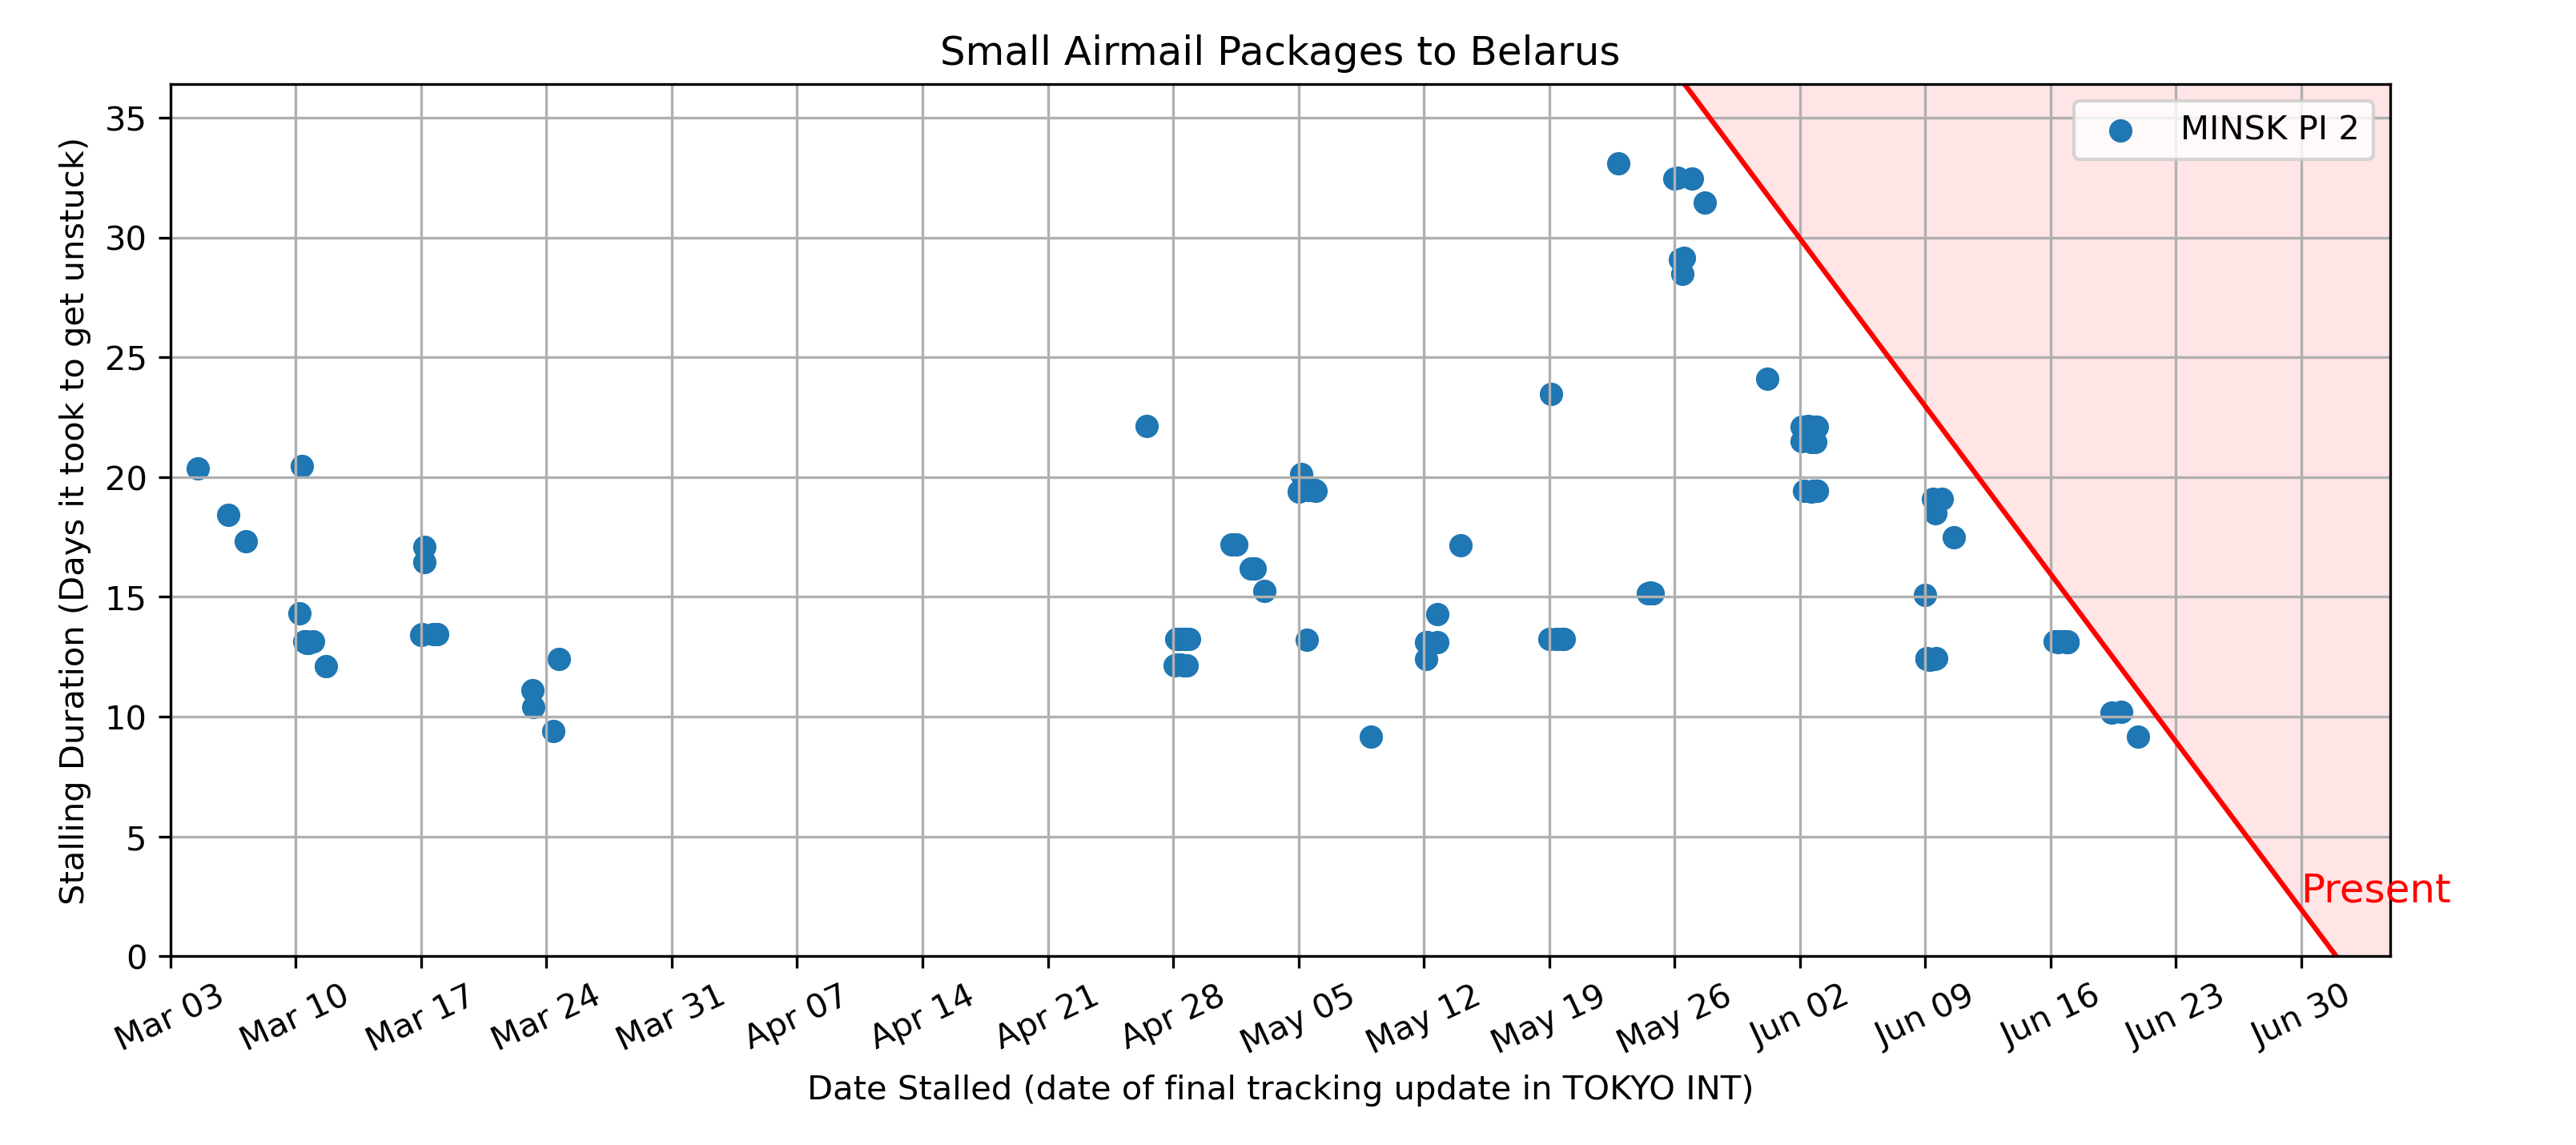 Small Airmail Packages to Belarus
MINSK PI 2
35
30
25
20
15
10
5
0
Stalling Duration (Days it took to get unstuck)
Present
Mar 03
Mar 10
Mar 17
Mar 24
Mar 31
Apr 07
Apr 14
Apr 21
Apr 28
May 05
May 12
May 19
May 26
Jun 02
Jun 09
Jun 16
Jun 23
Jun 30
Date Stalled (date of final tracking update in TOKYO INT)